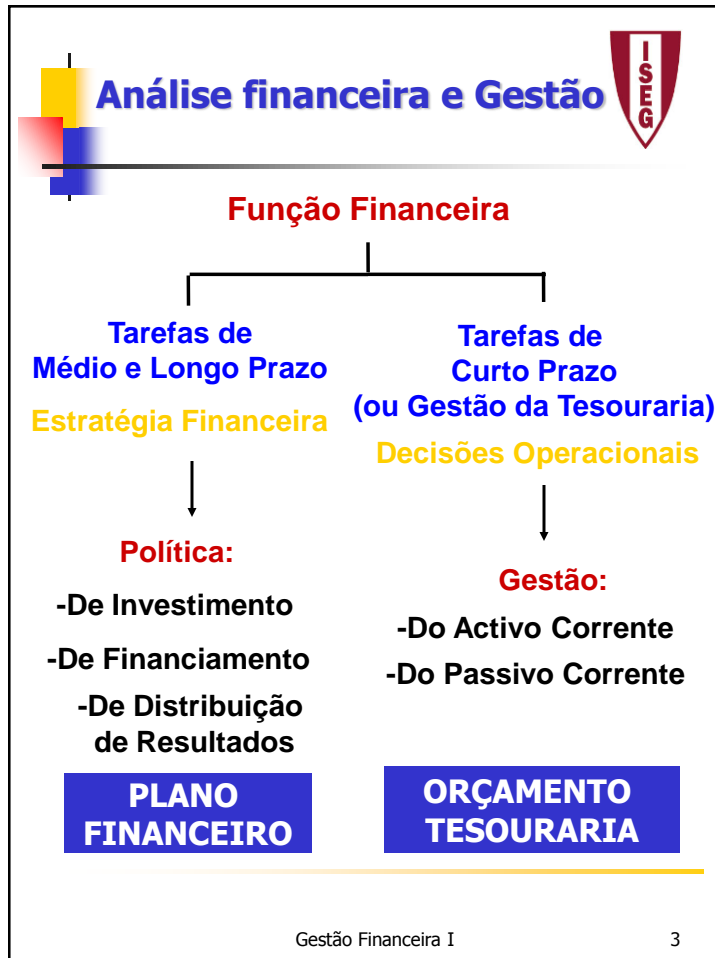 Análise financeira e Gestão
ISEG
Função Financeira
Tarefas de
Médio e Longo Prazo
Estratégia Financeira
Política:
-De Investimento
-De Financiamento
-De Distribuição
de Resultados
PLANO
FINANCEIRO
Tarefas de
Curto Prazo
(ou Gestão da Tesouraria)
Decisões Operacionais
Gestão:
-Do Activo Corrente
-Do Passivo Corrente
ORÇAMENTO
TESOURARIA
Gestão Financeira I
3